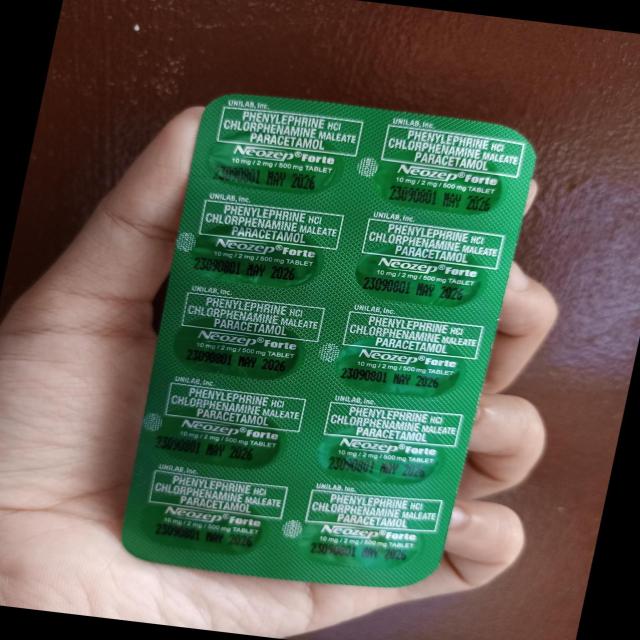 UNILAB, Inc.
PHENYLEPHRINE HCl
CHLORPHENAMINE MALEATE
PARACETAMOL
Neozep® Forte
10 mg / 2 mg / 500 mg TABLET
23090801 MAY 2026
UNILAB, Inc.
PHENYLEPHRINE HCl
CHLORPHENAMINE MALEATE
PARACETAMOL
Neozep® Forte
10 mg / 2 mg / 500 mg TABLET
23090801 MAY 2026
UNILAB, Inc.
PHENYLEPHRINE HCl
CHLORPHENAMINE MALEATE
PARACETAMOL
Neozep® Forte
10 mg / 2 mg / 500 mg TABLET
23090801 MAY 2026
UNILAB, Inc.
PHENYLEPHRINE HCl
CHLORPHENAMINE MALEATE
PARACETAMOL
Neozep® Forte
10 mg / 2 mg / 500 mg TABLET
23090801 MAY 2026
UNILAB, Inc.
PHENYLEPHRINE HCl
CHLORPHENAMINE MALEATE
PARACETAMOL
Neozep® Forte
10 mg / 2 mg / 500 mg TABLET
23090801 MAY 2026
UNILAB, Inc.
PHENYLEPHRINE HCl
CHLORPHENAMINE MALEATE
PARACETAMOL
Neozep® Forte
10 mg / 2 mg / 500 mg TABLET
23090801 MAY 2026
UNILAB, Inc.
PHENYLEPHRINE HCl
CHLORPHENAMINE MALEATE
PARACETAMOL
Neozep® Forte
10 mg / 2 mg / 500 mg TABLET
23090801 MAY 2026
UNILAB, Inc.
PHENYLEPHRINE HCl
CHLORPHENAMINE MALEATE
PARACETAMOL
Neozep® Forte
10 mg / 2 mg / 500 mg TABLET
23090801 MAY 2026
UNILAB, Inc.
PHENYLEPHRINE HCl
CHLORPHENAMINE MALEATE
PARACETAMOL
Neozep® Forte
10 mg / 2 mg / 500 mg TABLET
23090801 MAY 2026
UNILAB, Inc.
PHENYLEPHRINE HCl
CHLORPHENAMINE MALEATE
PARACETAMOL
Neozep® Forte
10 mg / 2 mg / 500 mg TABLET
23090801 MAY 2026